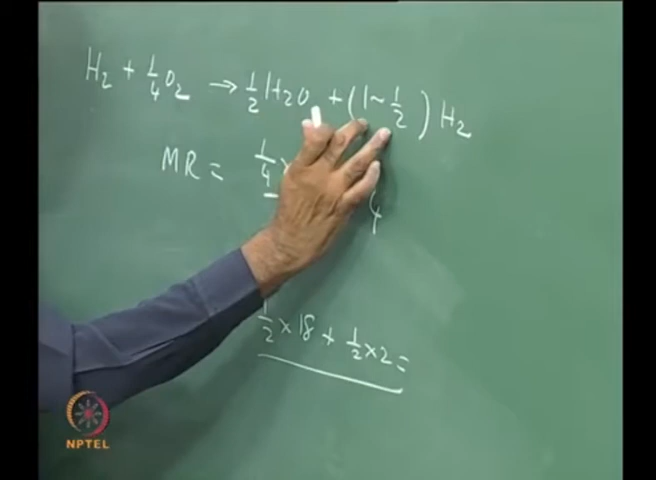 H₂ + 1/4 O₂ → 1/2 H₂O + (1 ~ 1/2) H₂
MR = 1/4 ×
4
1/2 × 18 + 1/2 × 2 =
NPTEL